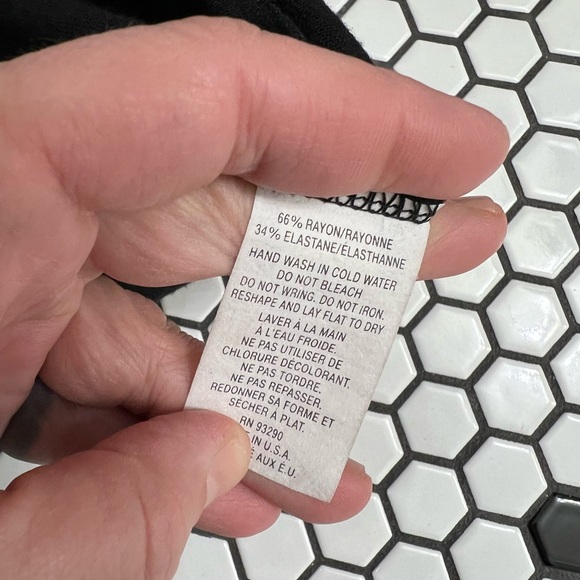 66% RAYON/RAYONNE
34% ELASTANE/ÉLASTHANNE
HAND WASH IN COLD WATER
DO NOT BLEACH
DO NOT WRING. DO NOT IRON.
RESHAPE AND LAY FLAT TO DRY
LAVER À LA MAIN
A L'EAU FROIDE.
NE PAS UTILISER DE
CHLORURE DÉCOLORANT.
NE PAS TORDRE.
NE PAS REPASSER.
REDONNER SA FORME ET
SÉCHER A PLAT.
RN 93290
IN U.S.A.
AUX É.U.